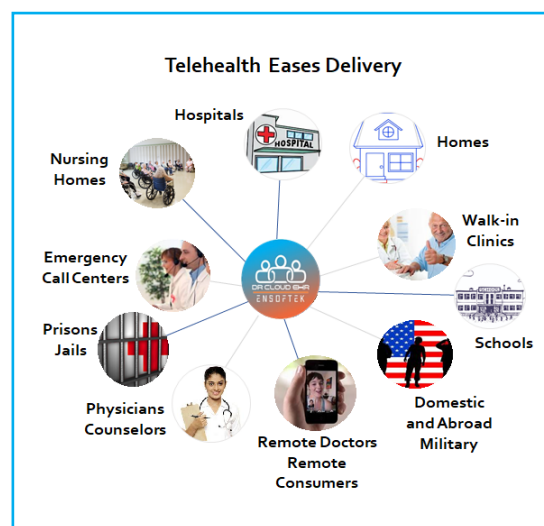 Telehealth Eases Delivery
Hospitals
HOSPITAL
Homes
Nursing
Homes
Walk-in
Clinics
Emergency
Call Centers
DR CLOUD EHR
ENSOFTEK
Schools
Prisons
Jails
Domestic
and Abroad
Military
Physicians
Counselors
Remote Doctors
Remote
Consumers